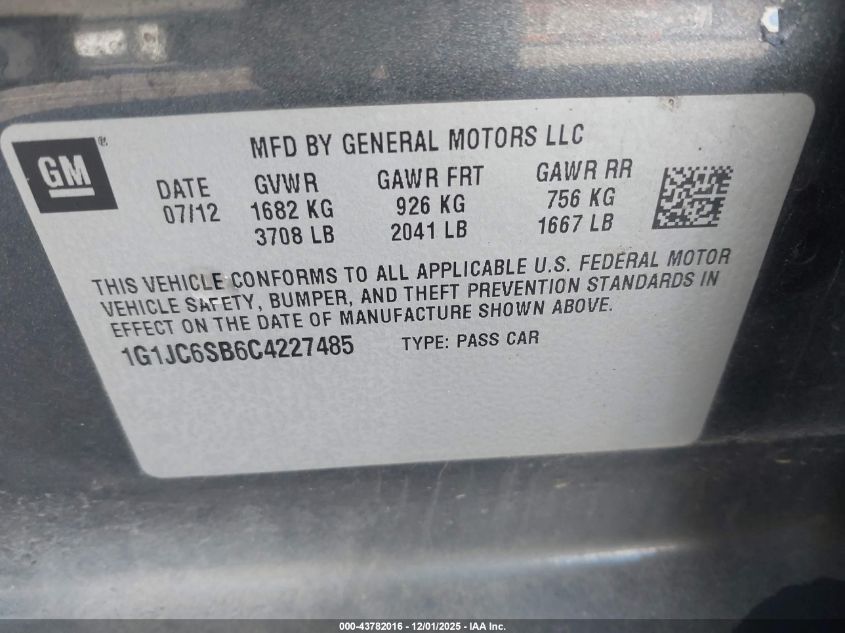 GM®
MFD BY GENERAL MOTORS LLC
DATE GVWR GAWR FRT GAWR RR
07/12 1682 KG 926 KG 756 KG
3708 LB 2041 LB 1667 LB
THIS VEHICLE CONFORMS TO ALL APPLICABLE U.S. FEDERAL MOTOR
VEHICLE SAFETY, BUMPER, AND THEFT PREVENTION STANDARDS IN
EFFECT ON THE DATE OF MANUFACTURE SHOWN ABOVE.
1G1JC6SB6C4227485 TYPE: PASS CAR
000-43782016 - 12/01/2025 - IAA Inc.